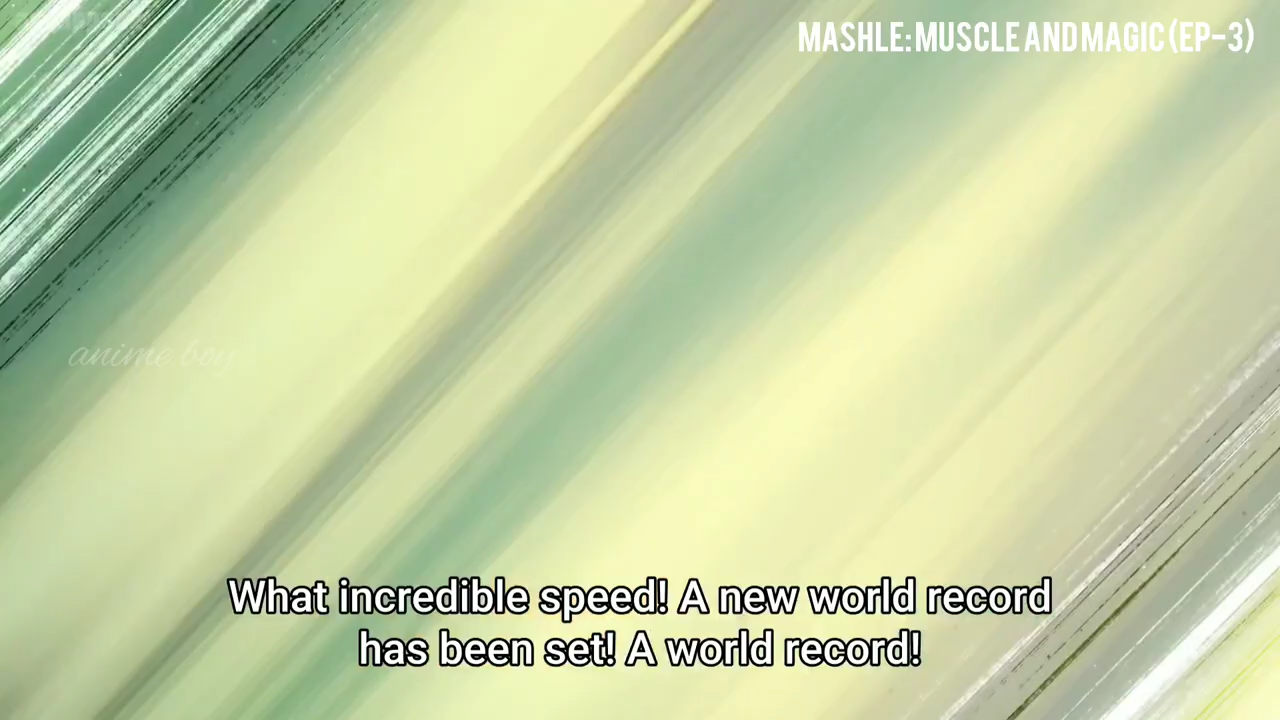 MASHLE: MUSCLE AND MAGIC (EP-3)
anime boy
What incredible speed! A new world record
has been set! A world record!